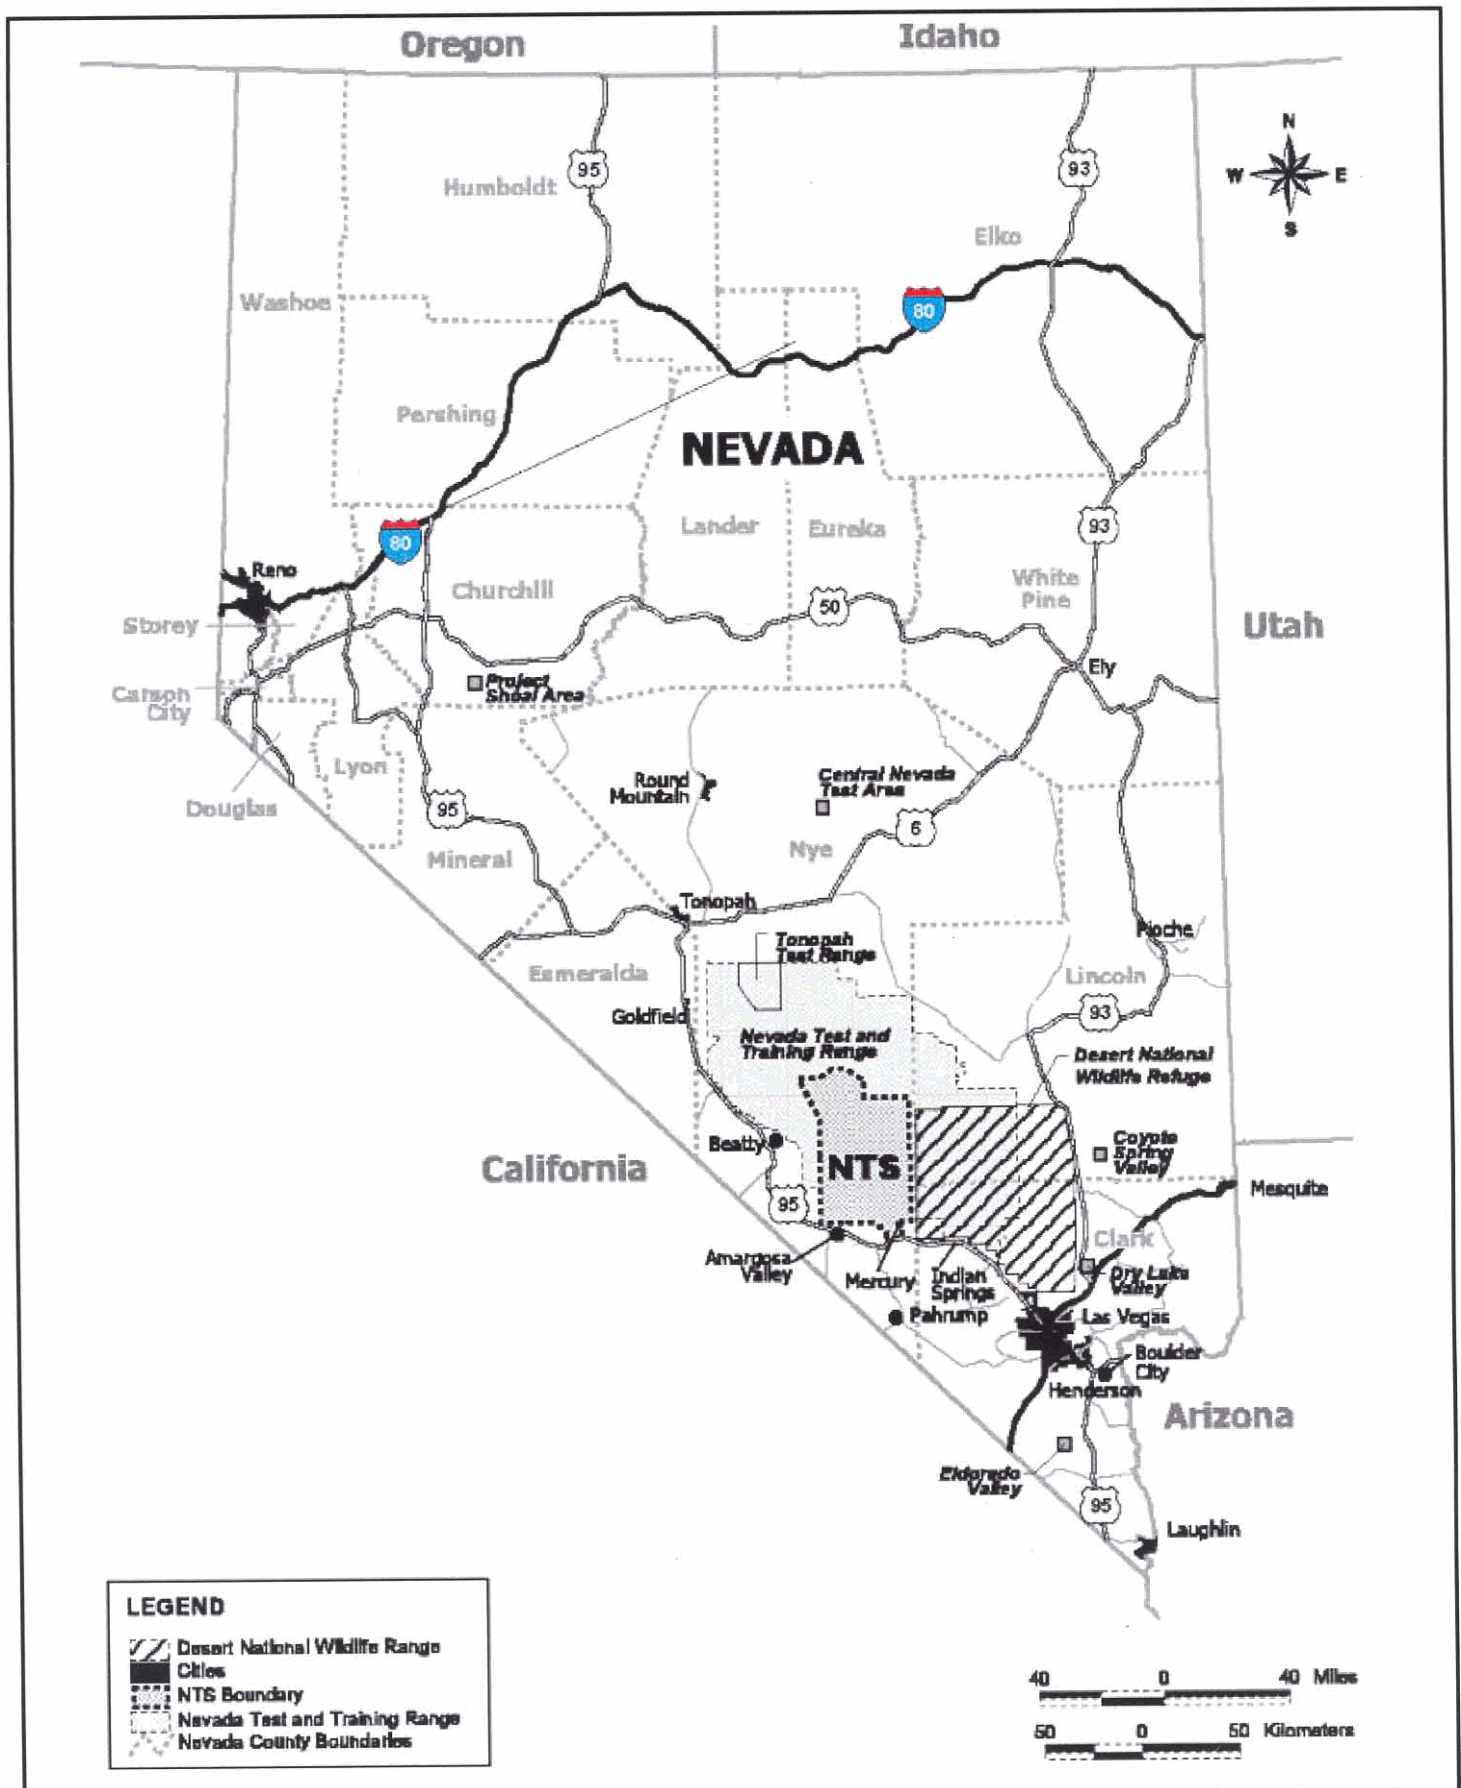 Oregon
Idaho
N
W E
S
95
93
Humboldt
Elko
Washoe
80
Pershing
NEVADA
80
Lander
Eureka
93
Reno
Churchill
White
Pine
50
Storey
Utah
Ely
Carson
City
Project
Shoal Area
Lyon
Douglas
Round
Mountain
Central Nevada
Test Area
95
6
Mineral
Nye
Tonopah
Pioche
Tonopah
Test Range
Esmeralda
Lincoln
Goldfield
93
Nevada Test and
Training Range
Desert National
Wildlife Refuge
Beatty
Coyote
Spring
Valley
California
NTS
Mesquite
95
Clark
Amargosa
Valley
Mercury
Indian
Springs
Dry Lake
Valley
Pahrump
Las Vegas
Boulder
City
Henderson
Arizona
Eldorado
Valley
95
Laughlin
LEGEND
Desert National Wildlife Range
Cities
NTS Boundary
Nevada Test and Training Range
Nevada County Boundaries
40 0 40 Miles
50 0 50 Kilometers